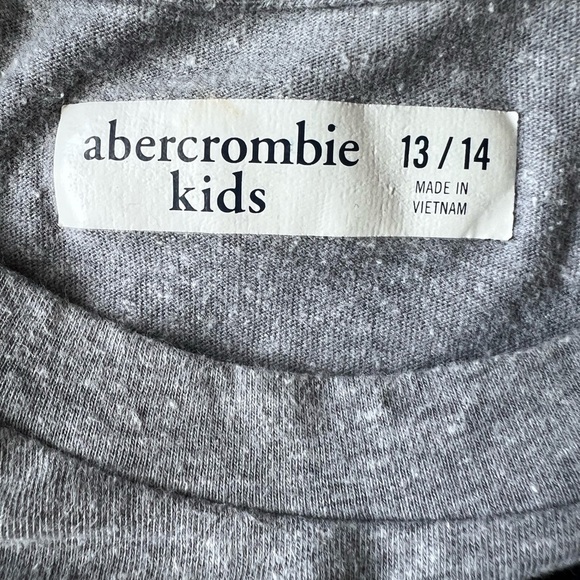 abercrombie
kids
13 / 14
MADE IN
VIETNAM